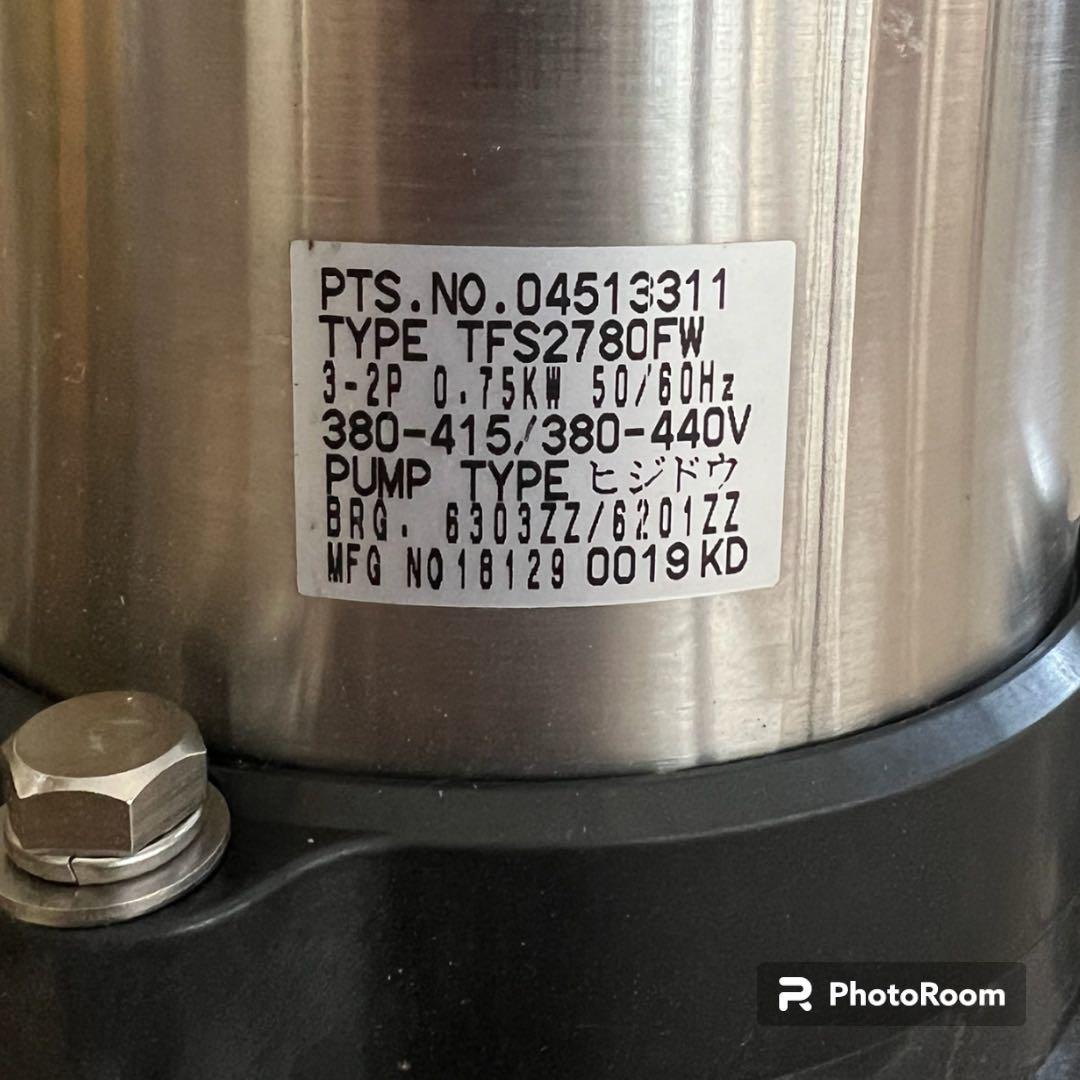 PTS.NO.04513311
TYPE TFS2780FW
3-2P 0.75KW 50/60Hz
380-415/380-440V
PUMP TYPE ヒジドウ
BRG. 6303ZZ/6201ZZ
MFG NO18129 0019KD
PhotoRoom